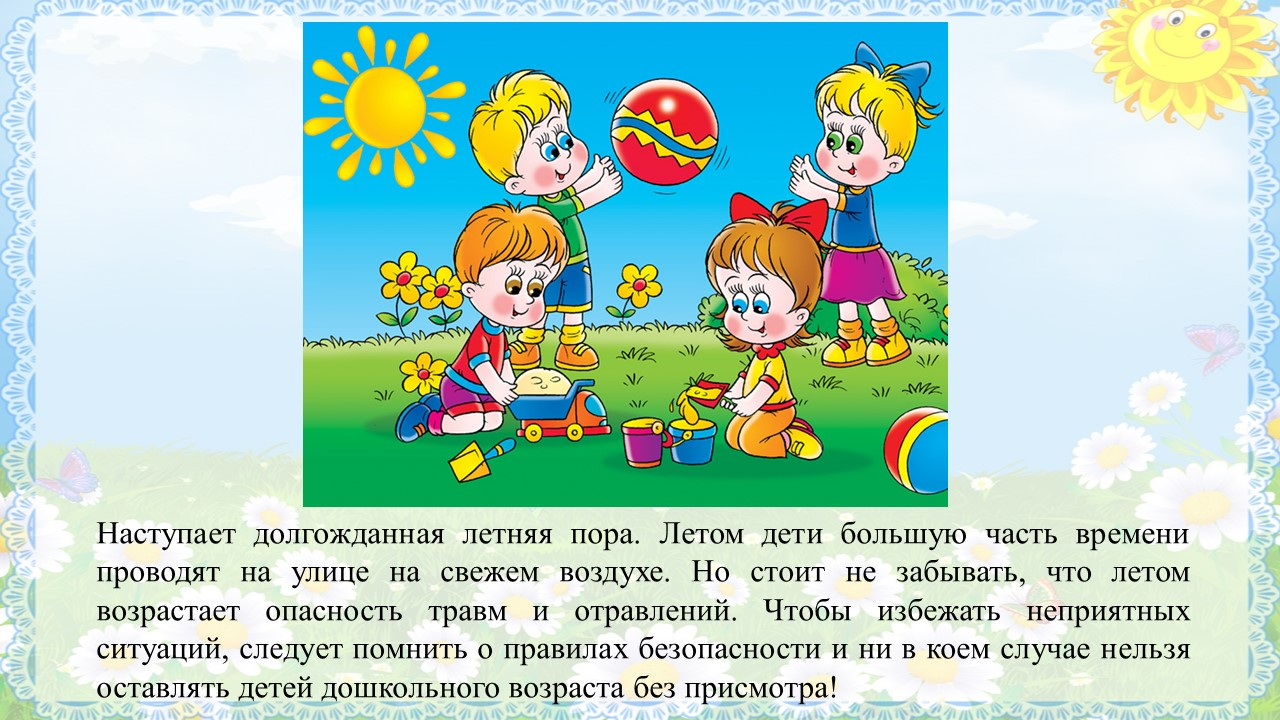 Наступает долгожданная летняя пора. Летом дети большую часть времени
проводят на улице на свежем воздухе. Но стоит не забывать, что летом
возрастает опасность травм и отравлений. Чтобы избежать неприятных
ситуаций, следует помнить о правилах безопасности и ни в коем случае нельзя
оставлять детей дошкольного возраста без присмотра!